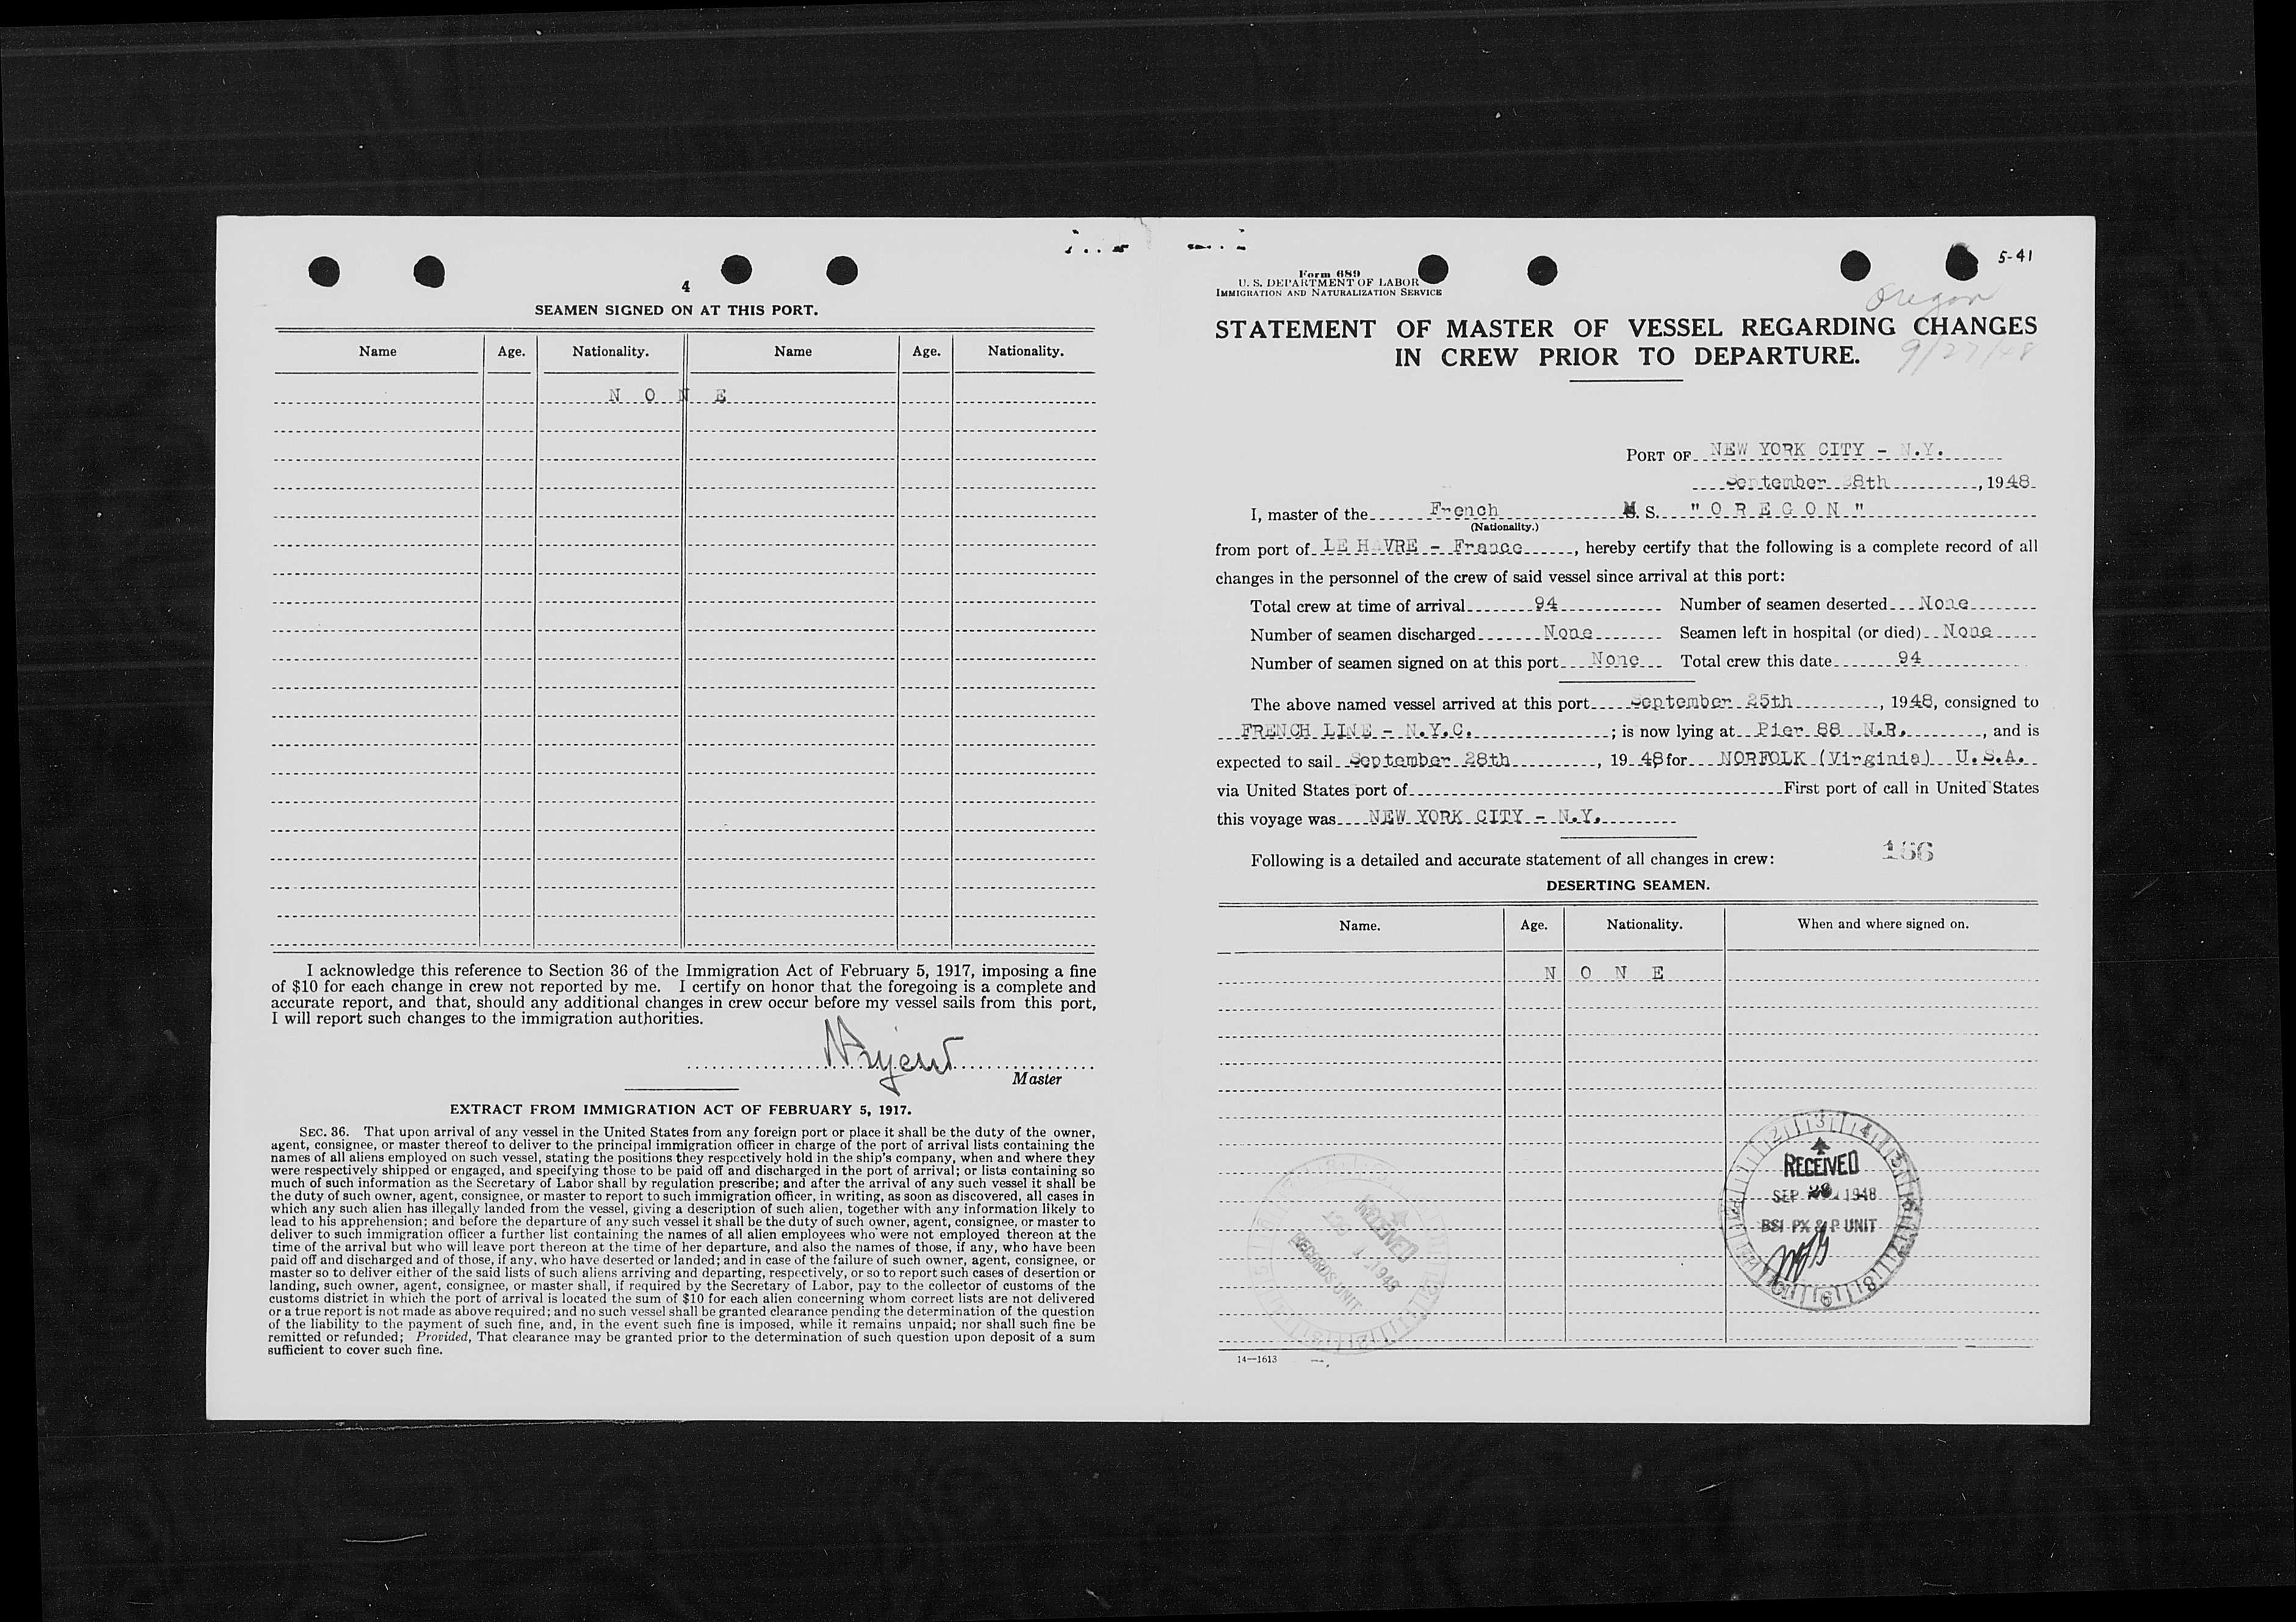 4
SEAMEN SIGNED ON AT THIS PORT.
Name Age. Nationality. Name Age. Nationality.
N O N E
I acknowledge this reference to Section 36 of the Immigration Act of February 5, 1917, imposing a fine
of $10 for each change in crew not reported by me. I certify on honor that the foregoing is a complete and
accurate report, and that, should any additional changes in crew occur before my vessel sails from this port,
I will report such changes to the immigration authorities.
Master
EXTRACT FROM IMMIGRATION ACT OF FEBRUARY 5, 1917.
SEC. 36. That upon arrival of any vessel in the United States from any foreign port or place it shall be the duty of the owner,
agent, consignee, or master thereof to deliver to the principal immigration officer in charge of the port of arrival lists containing the
names of all aliens employed on such vessel, stating the positions they respectively hold in the ship's company, when and where they
were respectively shipped or engaged, and specifying those to be paid off and discharged in the port of arrival; or lists containing so
much of such information as the Secretary of Labor shall by regulation prescribe; and after the arrival of any such vessel it shall be
the duty of such owner, agent, consignee, or master to report to such immigration officer, in writing, as soon as discovered, all cases in
which any such alien has illegally landed from the vessel, giving a description of such alien, together with any information likely to
lead to his apprehension; and before the departure of any such vessel it shall be the duty of such owner, agent, consignee, or master to
deliver to such immigration officer a further list containing the names of all alien employees who were not employed thereon at the
time of the arrival but who will leave port thereon at the time of her departure, and also the names of those, if any, who have been
paid off and discharged and of those, if any, who have deserted or landed; and in case of the failure of such owner, agent, consignee, or
master so to deliver either of the said lists of such aliens arriving and departing, respectively, or so to report such cases of desertion or
landing, such owner, agent, consignee, or master shall, if required by the Secretary of Labor, pay to the collector of customs of the
customs district in which the port of arrival is located the sum of $10 for each alien concerning whom correct lists are not delivered
or a true report is not made as above required; and no such vessel shall be granted clearance pending the determination of the question
of the liability to the payment of such fine, and, in the event such fine is imposed, while it remains unpaid; nor shall such fine be
remitted or refunded; Provided, That clearance may be granted prior to the determination of such question upon deposit of a sum
sufficient to cover such fine.
5-41
Form 689
U. S. DEPARTMENT OF LABOR
IMMIGRATION AND NATURALIZATION SERVICE
Oregon
STATEMENT OF MASTER OF VESSEL REGARDING CHANGES
IN CREW PRIOR TO DEPARTURE.
9/27/48
PORT OF NEW YORK CITY - N.Y.
September 28th, 1948
I, master of the French M. S. "OREGON"
(Nationality.)
from port of LE HAVRE - France, hereby certify that the following is a complete record of all
changes in the personnel of the crew of said vessel since arrival at this port:
Total crew at time of arrival 94 Number of seamen deserted None
Number of seamen discharged None Seamen left in hospital (or died) None
Number of seamen signed on at this port None Total crew this date 94
The above named vessel arrived at this port September 25th, 1948, consigned to
FRENCH LINE - N.Y.C.; is now lying at Pier 88 N.R., and is
expected to sail September 28th, 1948 for NORFOLK (Virginia) U.S.A.
via United States port of First port of call in United States
this voyage was NEW YORK CITY - N.Y.
Following is a detailed and accurate statement of all changes in crew: 156
DESERTING SEAMEN.
Name. Age. Nationality. When and where signed on.
N O N E
RECEIVED
SEP 28 1948
BSI PX & P UNIT
RECEIVED
OCT 1 1948
RECORDS UNIT
14—1613